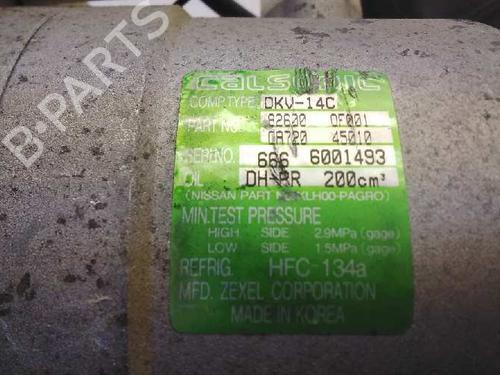 B-PARTS
calsonic
COMP.TYPE DKV-14C
PART NO. 92600 0F001
08720 45010
SERI.NO. 666 6001493
OIL DH-PR 200cm³
(NISSAN PART NO. KLH00-PAGR0)
MIN.TEST PRESSURE
HIGH SIDE 2.9MPa (gage)
LOW SIDE 1.5MPa (gage)
REFRIG. HFC-134a
MFD. ZEXEL CORPORATION
MADE IN KOREA